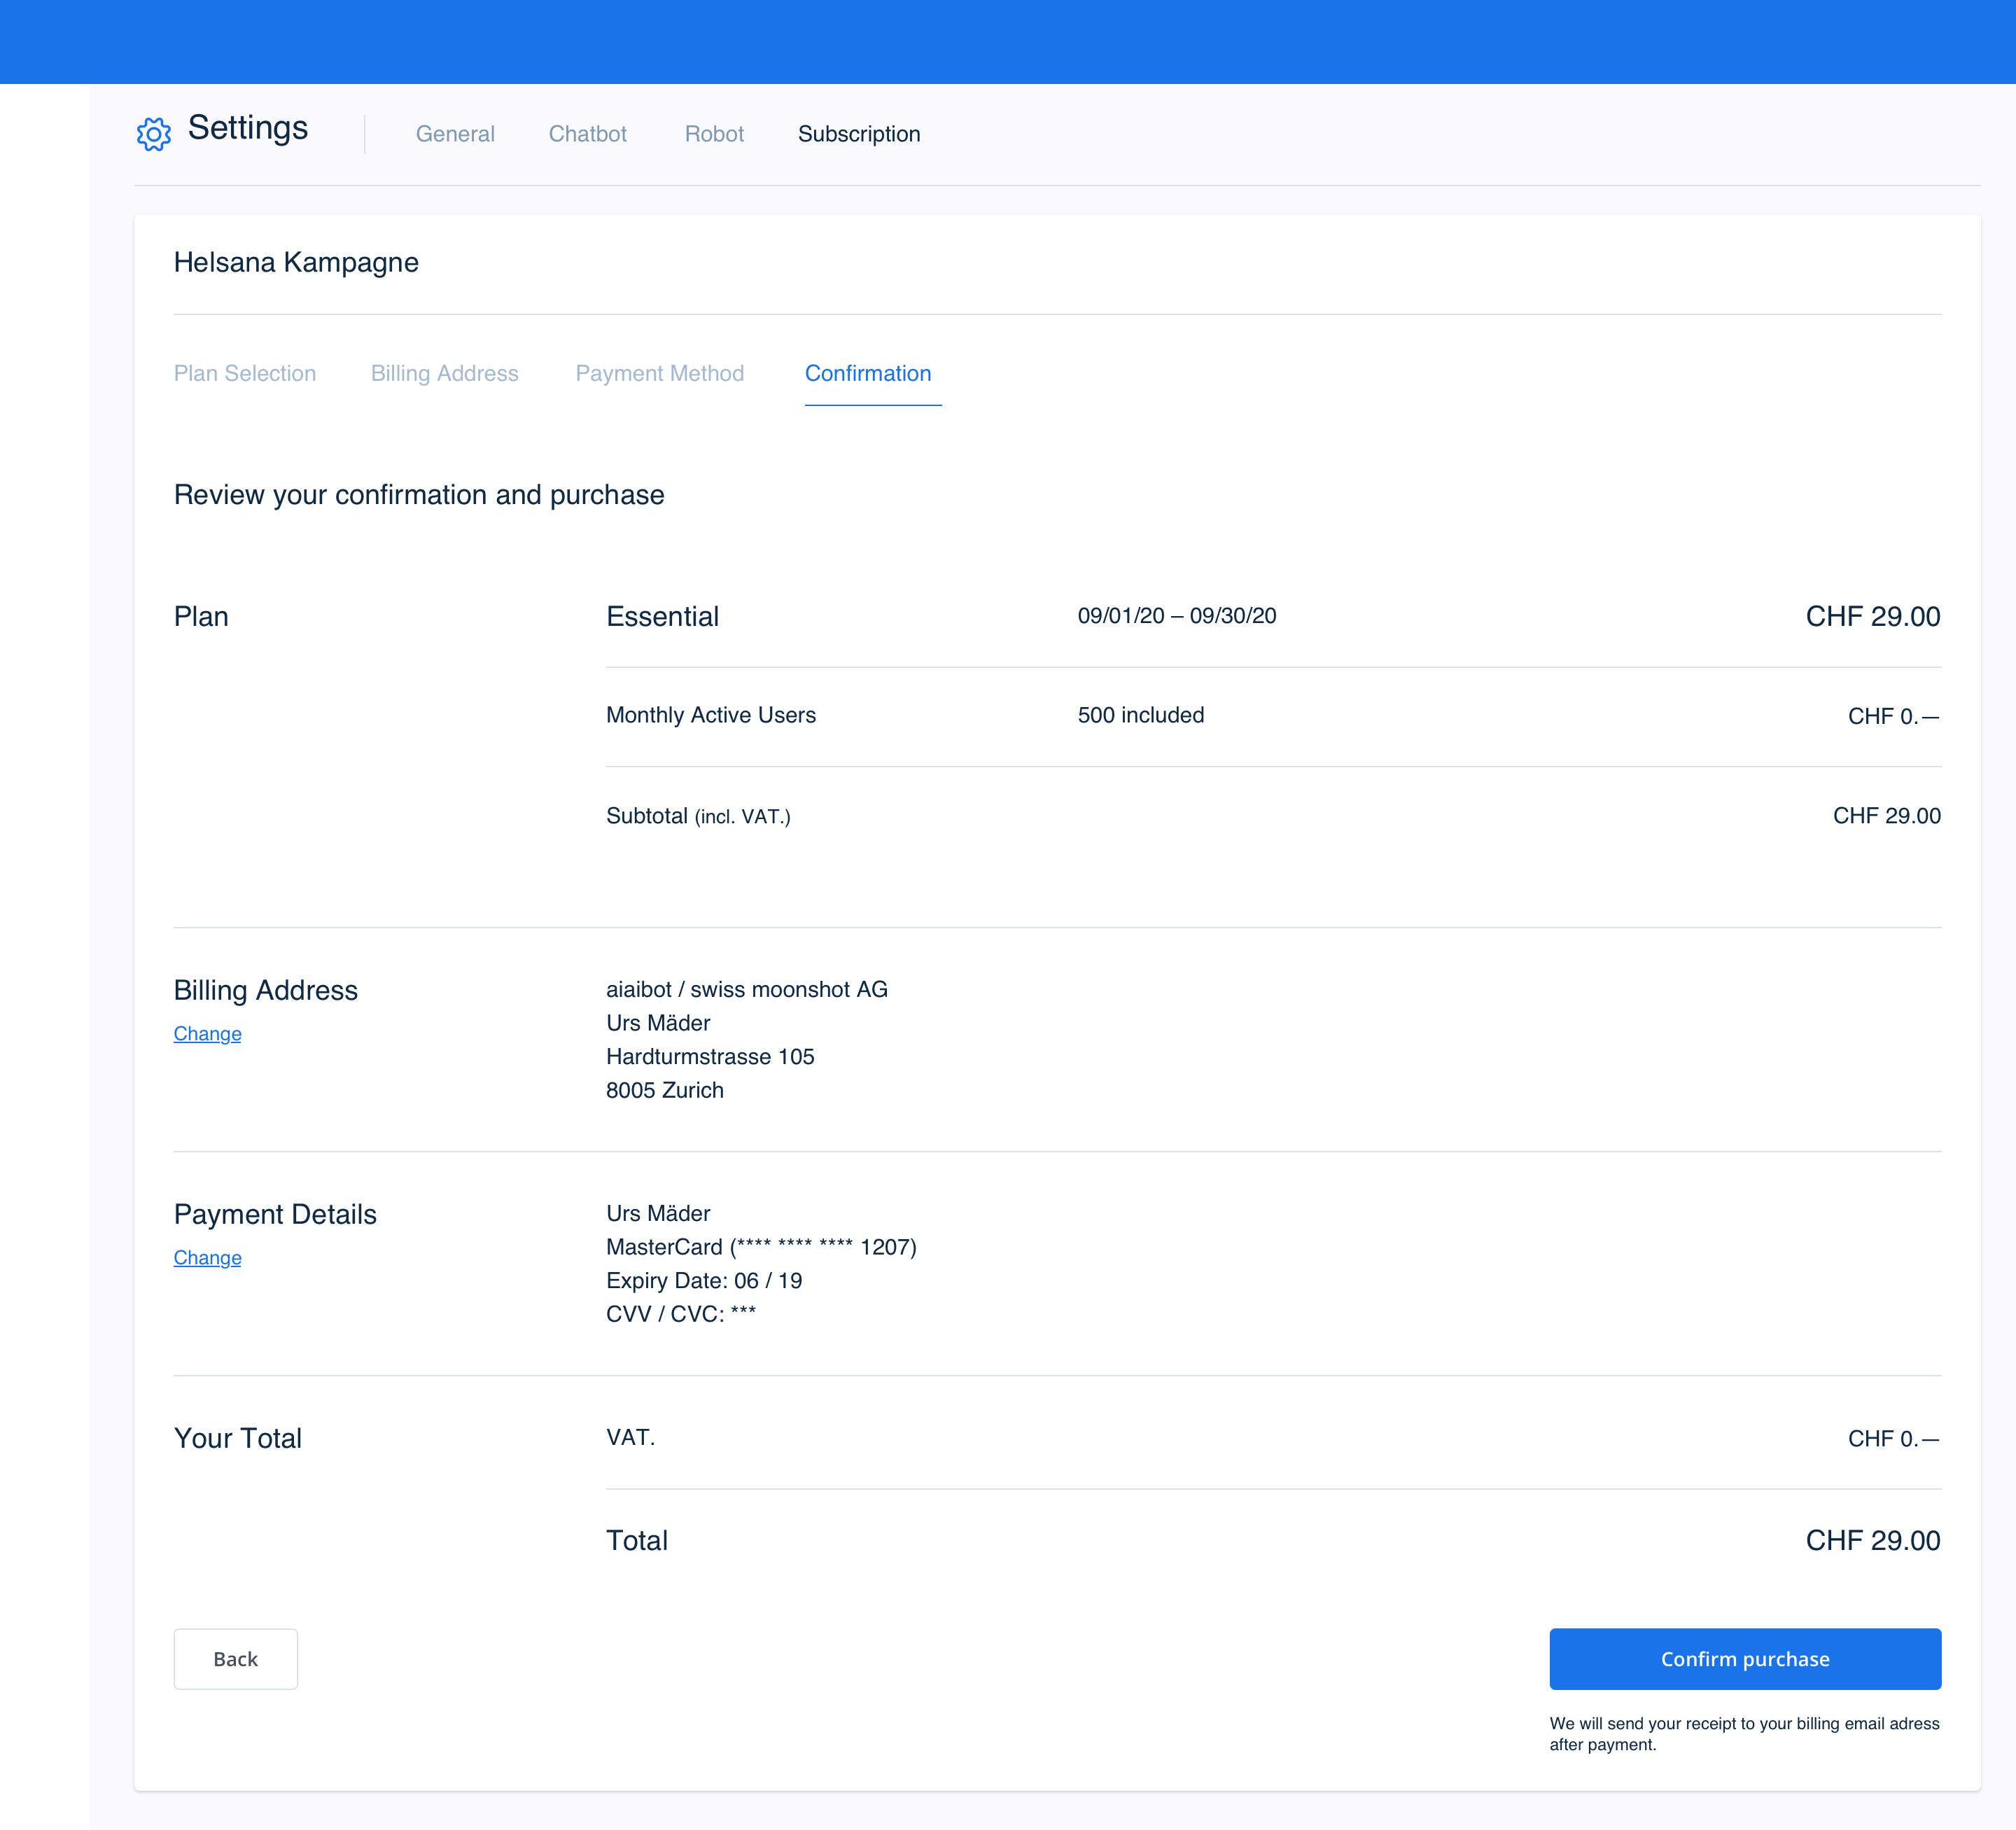 Settings General Chatbot Robot Subscription
Helsana Kampagne
Plan Selection Billing Address Payment Method Confirmation
Review your confirmation and purchase
Plan Essential 09/01/20 – 09/30/20 CHF 29.00
Monthly Active Users 500 included CHF 0.—
Subtotal (incl. VAT.) CHF 29.00
Billing Address aiaibot / swiss moonshot AG
Change Urs Mäder
Hardturmstrasse 105
8005 Zurich
Payment Details Urs Mäder
Change MasterCard (**** **** **** 1207)
Expiry Date: 06 / 19
CVV / CVC: ***
Your Total VAT. CHF 0.—
Total CHF 29.00
Back Confirm purchase
We will send your receipt to your billing email adress
after payment.